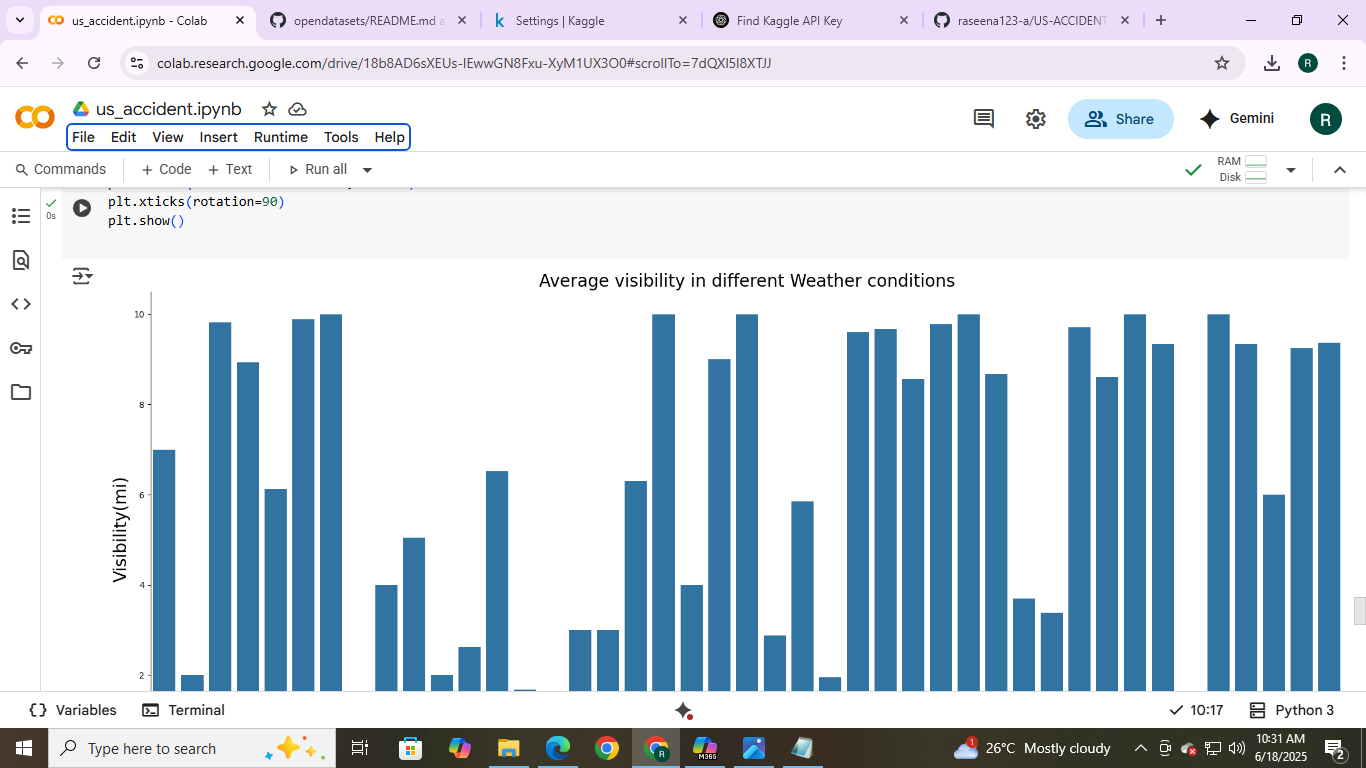 us_accident.ipynb - Colab
opendatasets/README.md a
Settings | Kaggle
Find Kaggle API Key
raseena123-a/US-ACCIDENT
colab.research.google.com/drive/18b8AD6sXEUs-IEwwGN8Fxu-XyM1UX3O0#scrollTo=7dQXI5I8XTJJ
R
us_accident.ipynb
File Edit View Insert Runtime Tools Help
Share
Gemini
R
Commands
+ Code + Text
Run all
RAM
Disk
0s
plt.xticks(rotation=90)
plt.show()
Average visibility in different Weather conditions
10
8
6
4
2
Visibility(mi)
Variables
Terminal
10:17
Python 3
Type here to search
R
M365
1
26°C Mostly cloudy
10:31 AM
6/18/2025
2